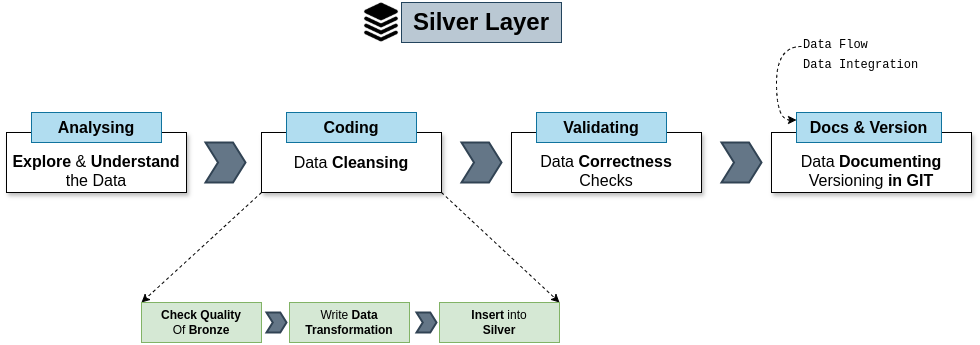 Silver Layer
Data Flow
Data Integration
Analysing
Explore & Understand
the Data
Coding
Data Cleansing
Validating
Data Correctness
Checks
Docs & Version
Data Documenting
Versioning in GIT
Check Quality
Of Bronze
Write Data
Transformation
Insert into
Silver